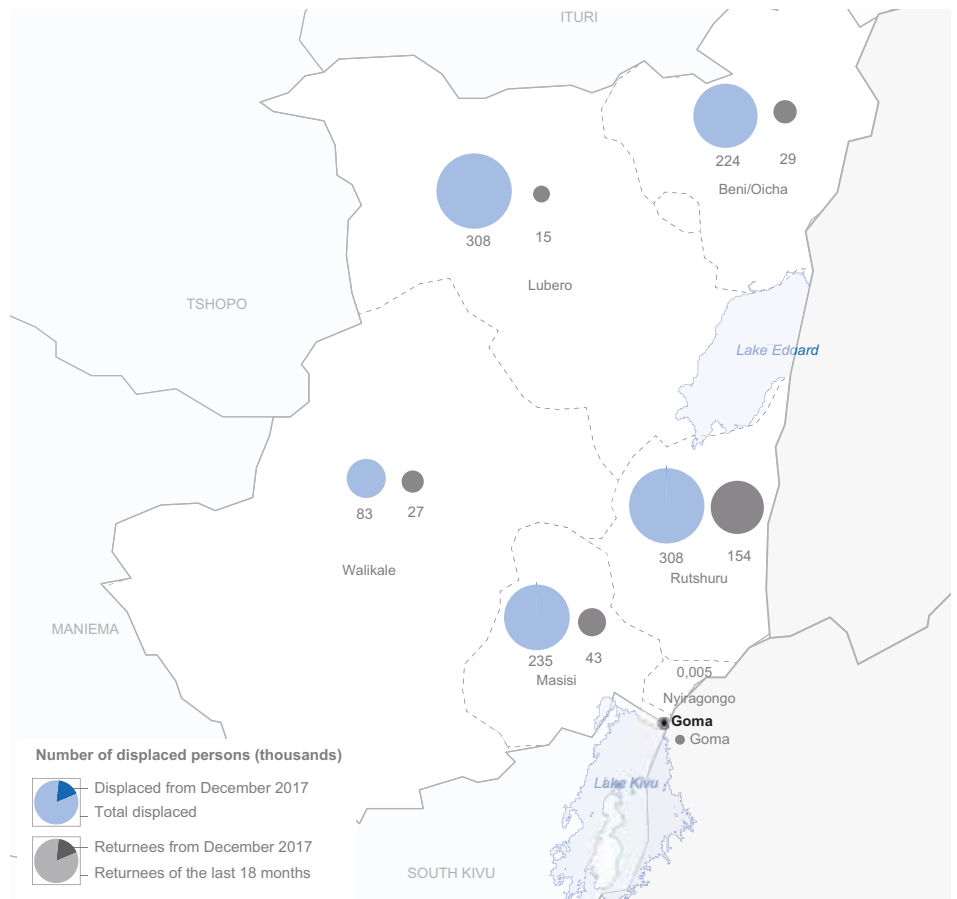 ITURI
224
29
Beni/Oicha
308
15
Lubero
TSHOPO
Lake Edoard
83
27
Walikale
308
154
Rutshuru
MANIEMA
235
43
Masisi
0,005
Nyiragongo
Goma
Goma
Lake Kivu
Number of displaced persons (thousands)
Displaced from December 2017
Total displaced
Returnees from December 2017
Returnees of the last 18 months
SOUTH KIVU